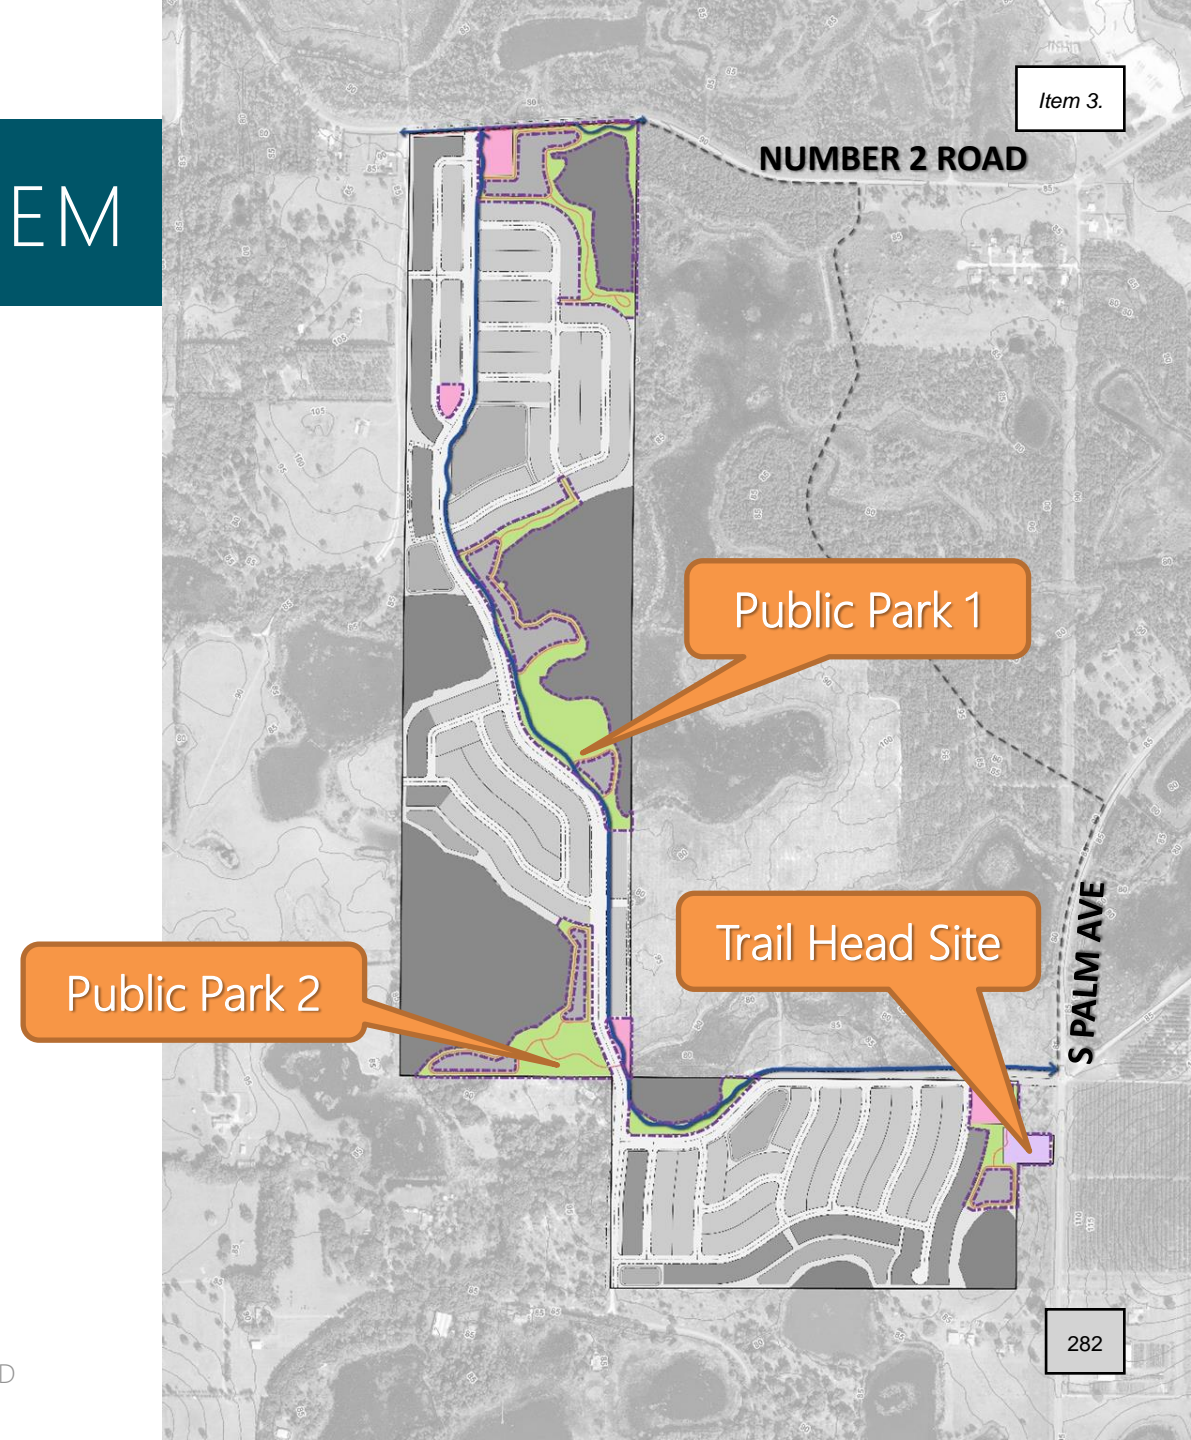 Item 3.
NUMBER 2 ROAD
EM
Public Park 1
Trail Head Site
S PALM AVE
Public Park 2
282
D